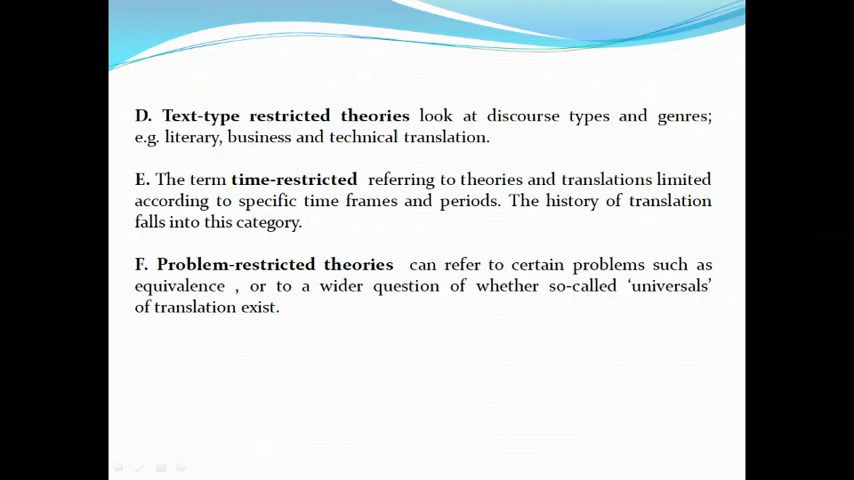 D. Text-type restricted theories look at discourse types and genres;
e.g. literary, business and technical translation.
E. The term time-restricted referring to theories and translations limited
according to specific time frames and periods. The history of translation
falls into this category.
F. Problem-restricted theories can refer to certain problems such as
equivalence , or to a wider question of whether so-called ‘universals’
of translation exist.